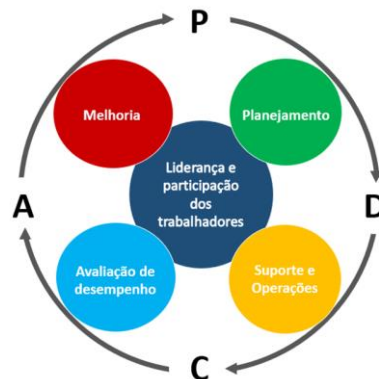 P
Melhoria
Planejamento
Liderança e
participação
dos
trabalhadores
A
D
Avaliação de
desempenho
Suporte e
Operações
C